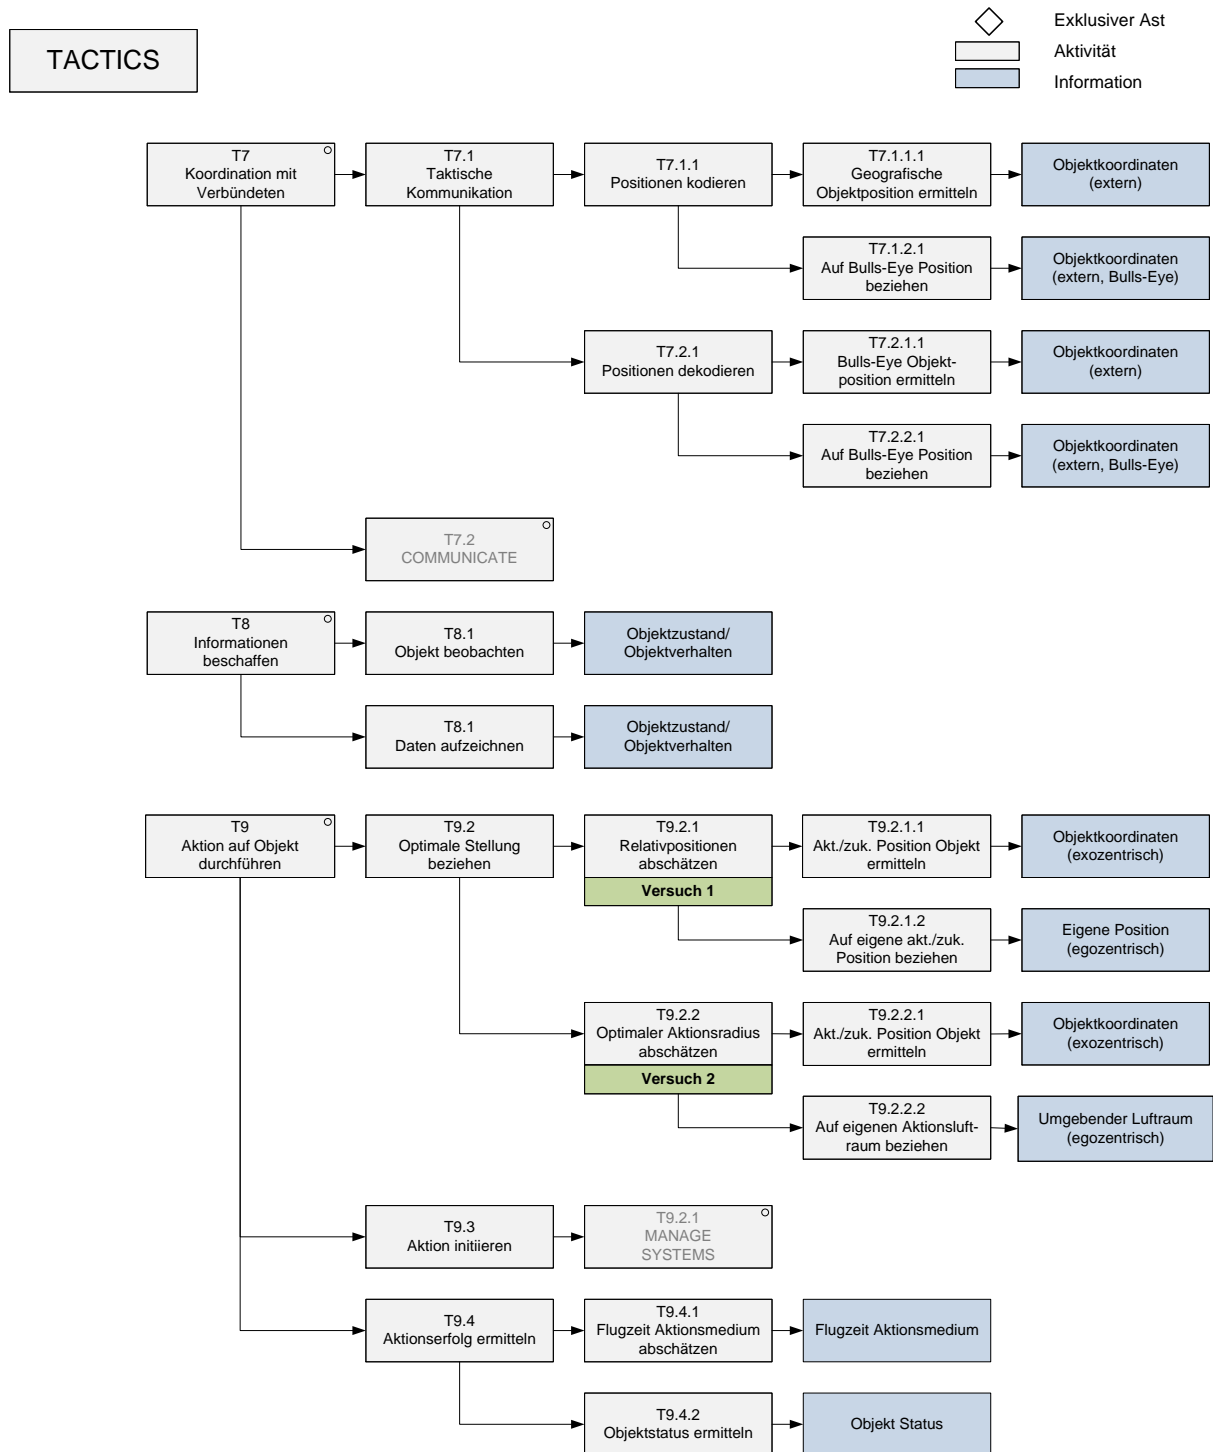 TACTICS
Exklusiver Ast
Aktivität
Information
T7
Koordination mit
Verbündeten
T7.1
Taktische
Kommunikation
T7.1.1
Positionen kodieren
T7.1.1.1
Geografische
Objektposition ermitteln
Objektkoordinaten
(extern)
T7.1.2.1
Auf Bulls-Eye Position
beziehen
Objektkoordinaten
(extern, Bulls-Eye)
T7.2.1
Positionen dekodieren
T7.2.1.1
Bulls-Eye Objekt-
position ermitteln
Objektkoordinaten
(extern)
T7.2.2.1
Auf Bulls-Eye Position
beziehen
Objektkoordinaten
(extern, Bulls-Eye)
T7.2
COMMUNICATE
T8
Informationen
beschaffen
T8.1
Objekt beobachten
Objektzustand/
Objektverhalten
T8.1
Daten aufzeichnen
Objektzustand/
Objektverhalten
T9
Aktion auf Objekt
durchführen
T9.2
Optimale Stellung
beziehen
T9.2.1
Relativpositionen
abschätzen
Versuch 1
T9.2.1.1
Akt./zuk. Position Objekt
ermitteln
Objektkoordinaten
(exozentrisch)
T9.2.1.2
Auf eigene akt./zuk.
Position beziehen
Eigene Position
(egozentrisch)
T9.2.2
Optimaler Aktionsradius
abschätzen
Versuch 2
T9.2.2.1
Akt./zuk. Position Objekt
ermitteln
Objektkoordinaten
(exozentrisch)
T9.2.2.2
Auf eigenen Aktionsluft-
raum beziehen
Umgebender Luftraum
(egozentrisch)
T9.3
Aktion initiieren
T9.2.1
MANAGE
SYSTEMS
T9.4
Aktionserfolg ermitteln
T9.4.1
Flugzeit Aktionsmedium
abschätzen
Flugzeit Aktionsmedium
T9.4.2
Objektstatus ermitteln
Objekt Status